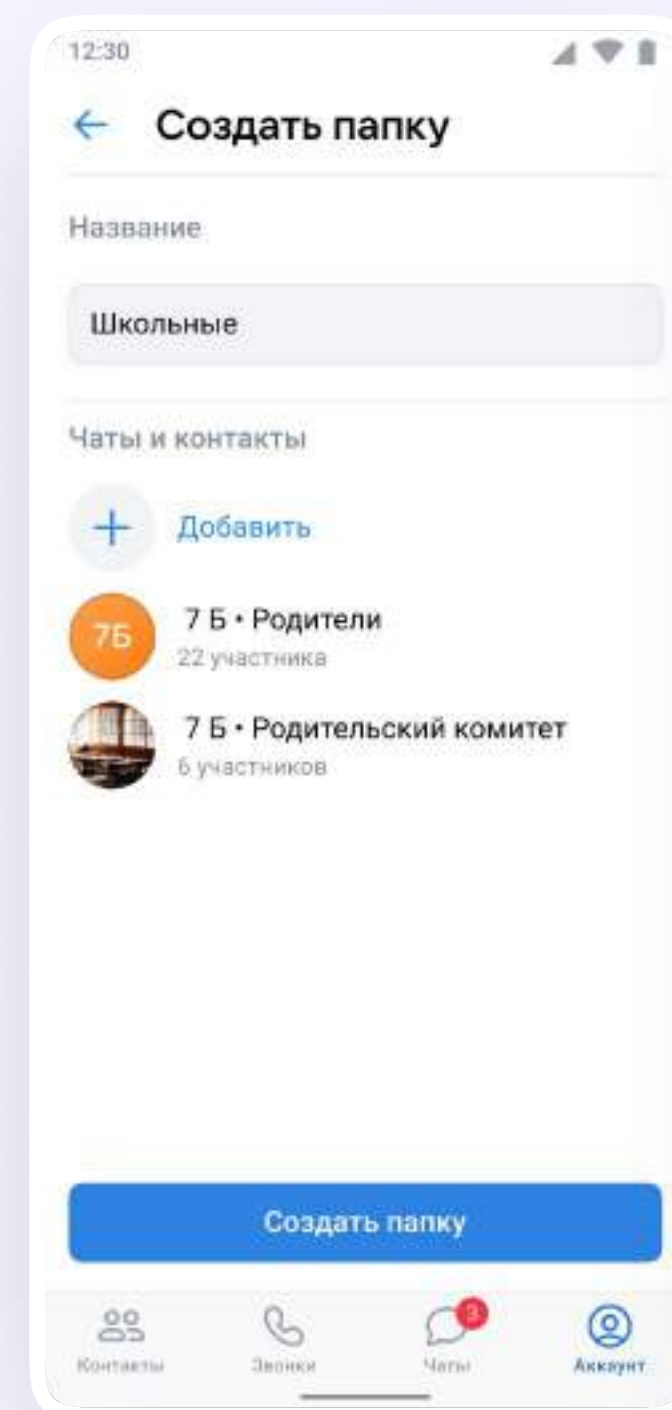 12:30
Создать папку
Название
Школьные
Чаты и контакты
Добавить
7Б
7 Б • Родители
22 участника
7 Б • Родительский комитет
6 участников
Создать папку
3
Контакты
Звонки
Чаты
Аккаунт